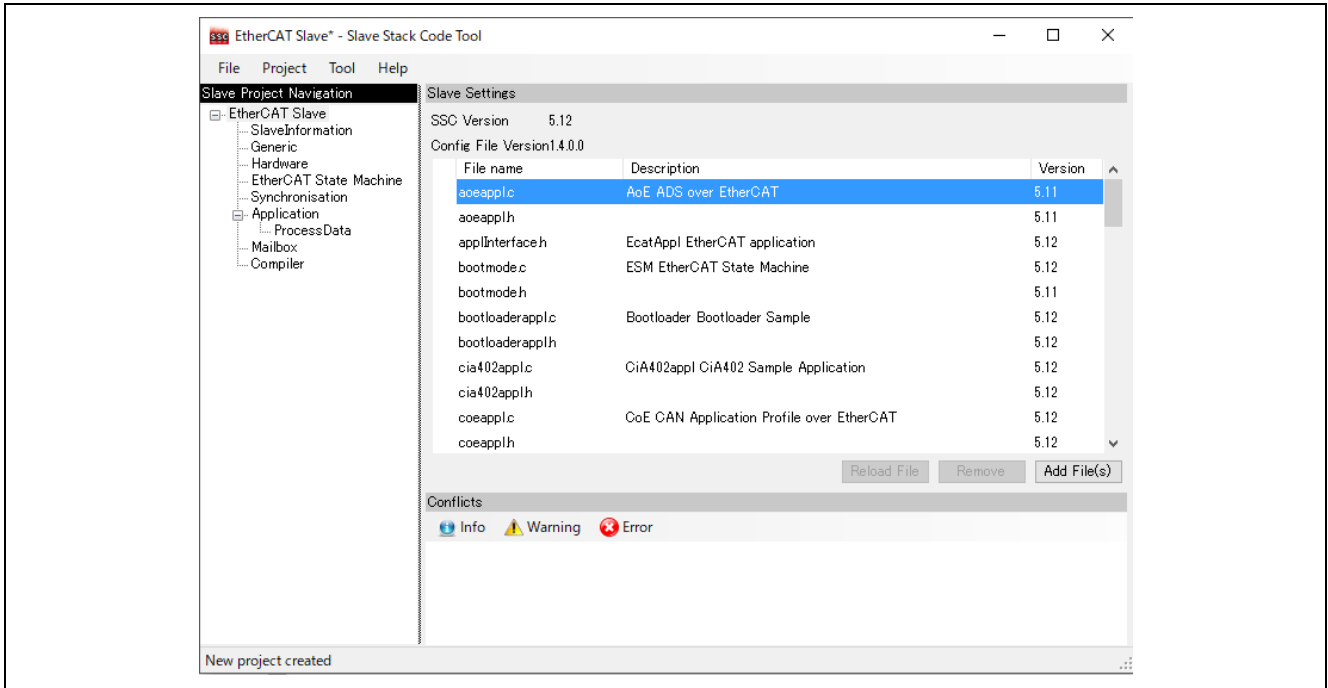 ssc EtherCAT Slave* - Slave Stack Code Tool
File Project Tool Help
Slave Project Navigation
EtherCAT Slave
SlaveInformation
Generic
Hardware
EtherCAT State Machine
Synchronisation
Application
ProcessData
Mailbox
Compiler
Slave Settings
SSC Version 5.12
Config File Version1.4.0.0
File name Description Version
aoeappl.c AoE ADS over EtherCAT 5.11
aoeappl.h 5.11
applInterface.h EcatAppl EtherCAT application 5.12
bootmode.c ESM EtherCAT State Machine 5.12
bootmode.h 5.11
bootloaderappl.c Bootloader Bootloader Sample 5.12
bootloaderappl.h 5.12
cia402appl.c CiA402appl CiA402 Sample Application 5.12
cia402appl.h 5.12
coeappl.c CoE CAN Application Profile over EtherCAT 5.12
coeappl.h 5.12
Reload File Remove Add File(s)
Conflicts
Info Warning Error
New project created